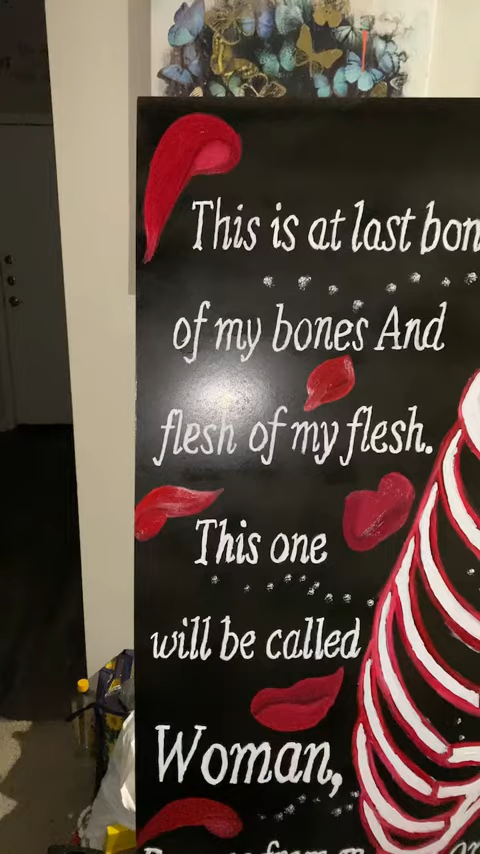 This is at last bon
of my bones And
flesh of my flesh.
This one
will be called
Woman,